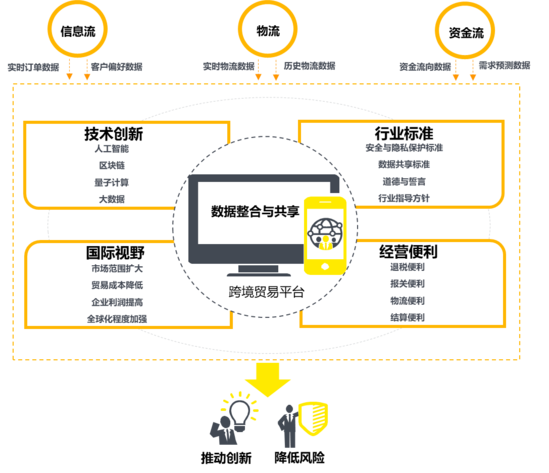 信息流
物流
资金流
实时订单数据
客户偏好数据
实时物流数据
历史物流数据
资金流向数据
需求预测数据
技术创新
人工智能
区块链
量子计算
大数据
行业标准
安全与隐私保护标准
数据共享标准
道德与誓言
行业指导方针
数据整合与共享
跨境贸易平台
国际视野
市场范围扩大
贸易成本降低
企业利润提高
全球化程度加强
经营便利
退税便利
报关便利
物流便利
结算便利
推动创新
降低风险